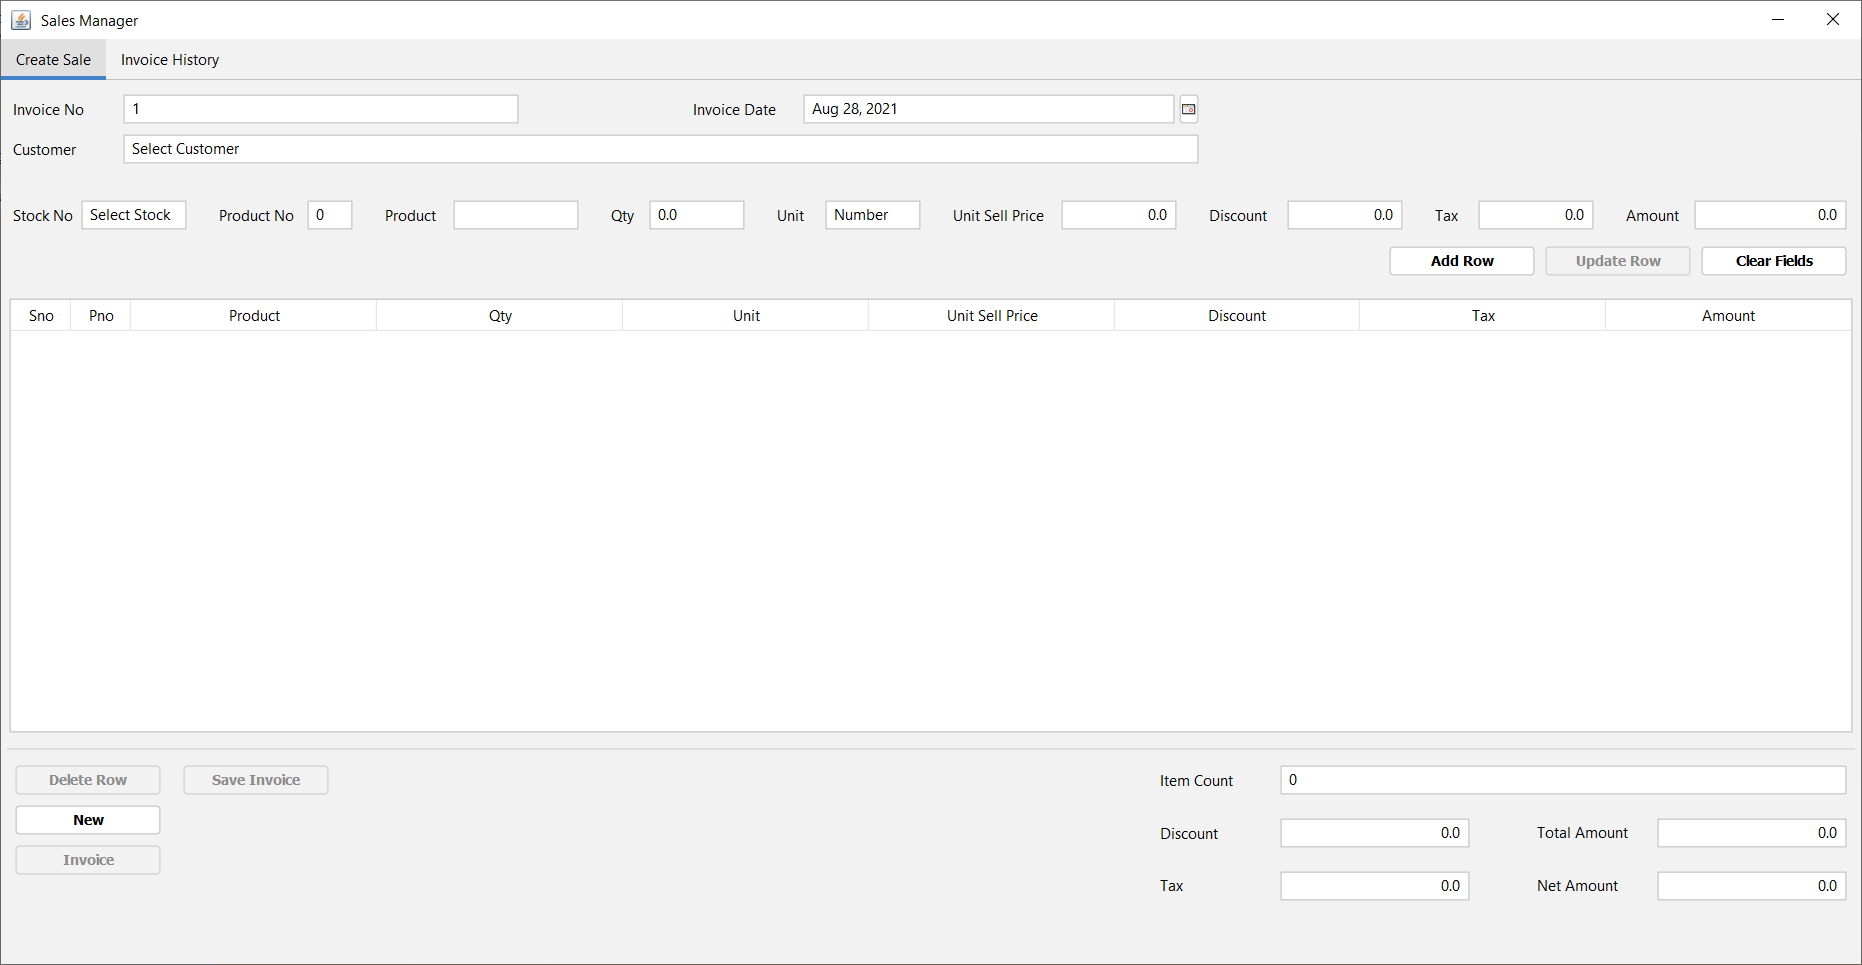 Sales Manager
Create Sale Invoice History
Invoice No 1 Invoice Date Aug 28, 2021
Customer Select Customer
Stock No Select Stock Product No 0 Product Qty 0.0 Unit Number Unit Sell Price 0.0 Discount 0.0 Tax 0.0 Amount 0.0
Add Row Update Row Clear Fields
Sno Pno Product Qty Unit Unit Sell Price Discount Tax Amount
Delete Row Save Invoice Item Count 0
New
Discount 0.0 Total Amount 0.0
Invoice
Tax 0.0 Net Amount 0.0